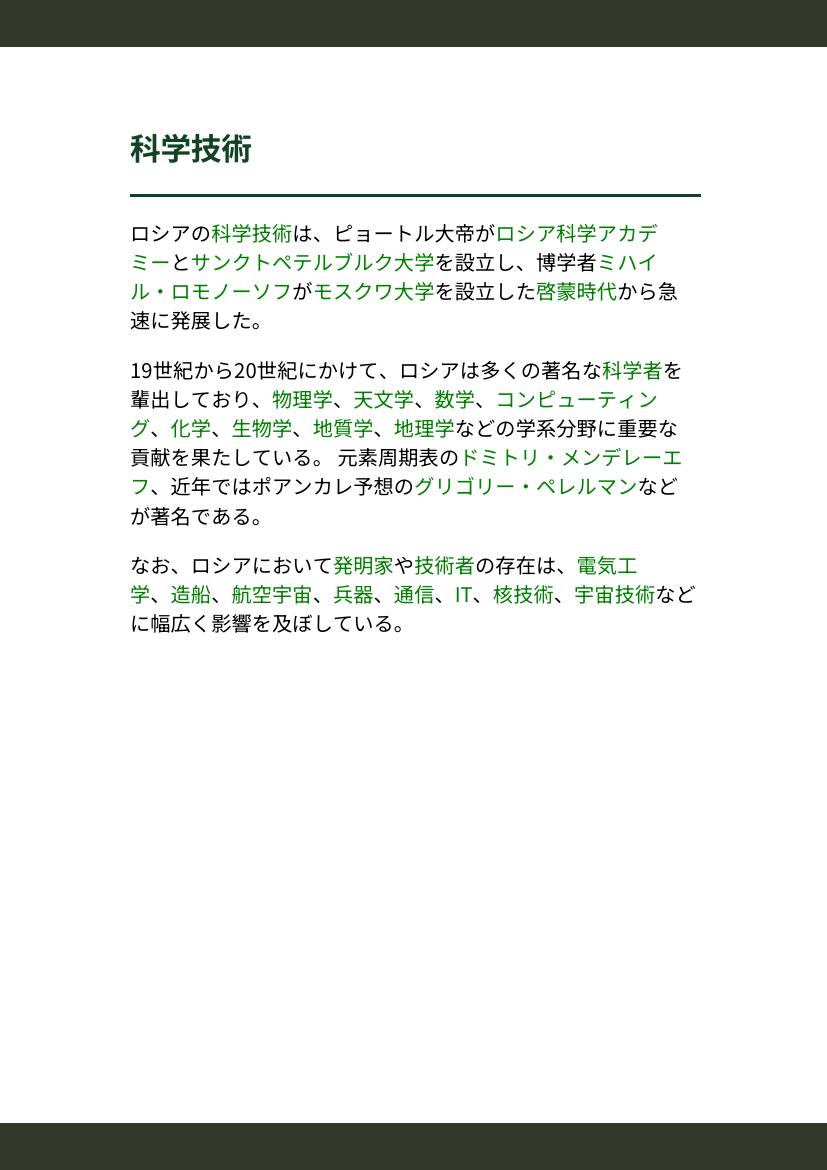 科学技術
ロシアの科学技術は、ピョートル大帝がロシア科学アカデ
ミーとサンクトペテルブルク大学を設立し、博学者ミハイ
ル・ロモノーソフがモスクワ大学を設立した啓蒙時代から急
速に発展した。
19世紀から20世紀にかけて、ロシアは多くの著名な科学者を
輩出しており、物理学、天文学、数学、コンピューティン
グ、化学、生物学、地質学、地理学などの学系分野に重要な
貢献を果たしている。 元素周期表のドミトリ・メンデレーエ
フ、近年ではポアンカレ予想のグリゴリー・ペレルマンなど
が著名である。
なお、ロシアにおいて発明家や技術者の存在は、電気工
学、造船、航空宇宙、兵器、通信、IT、核技術、宇宙技術など
に幅広く影響を及ぼしている。